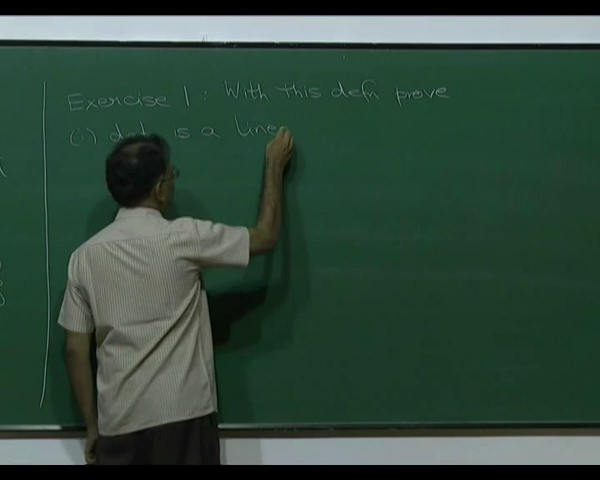 Exercise 1 : With this defn prove
(i) det is a line